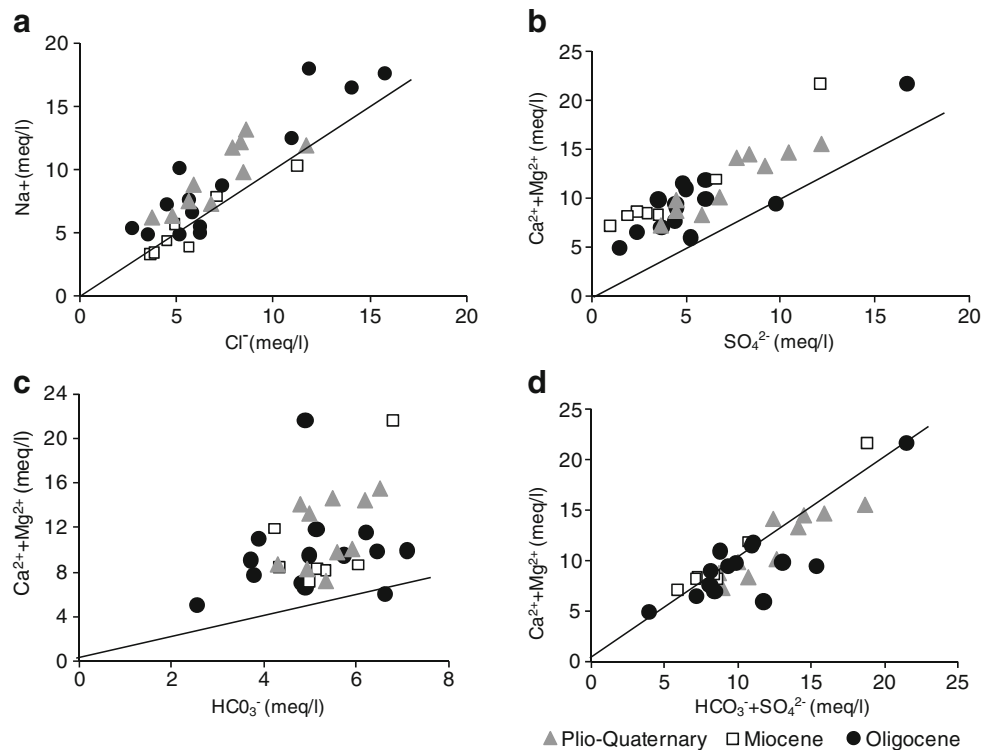 a
20
15
10
5
0
Na+(meq/l)
0 5 10 15 20
Cl⁻(meq/l)
b
25
20
15
10
5
0
Ca²⁺+Mg²⁺ (meq/l)
0 5 10 15 20
SO₄²⁻ (meq/l)
c
24
20
16
12
8
4
0
Ca²⁺+Mg²⁺ (meq/l)
0 2 4 6 8
HC0₃⁻ (meq/l)
d
25
20
15
10
5
0
Ca²⁺+Mg²⁺ (meq/l)
0 5 10 15 20 25
HCO₃⁻+SO₄²⁻ (meq/l)
Plio-Quaternary Miocene Oligocene